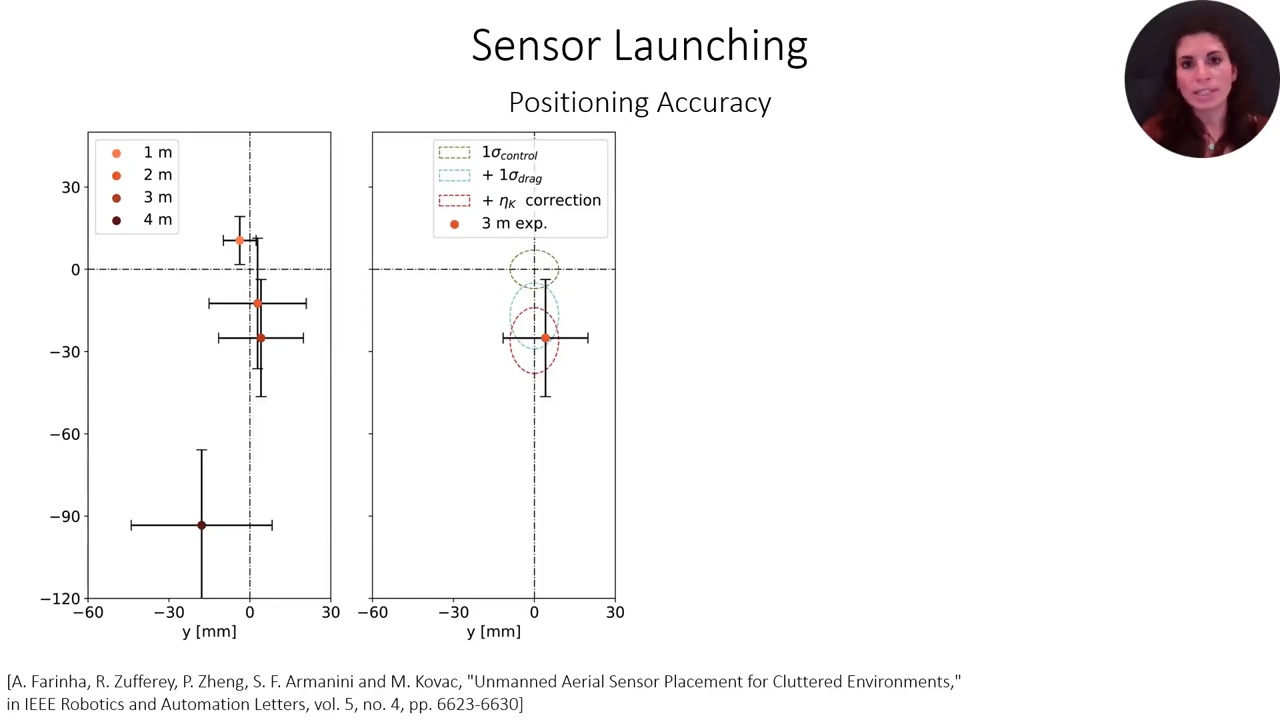 Sensor Launching
Positioning Accuracy
1 m
2 m
3 m
4 m
30
0
−30
−60
−90
−120
−60
−30
0
30
y [mm]
1σcontrol
+ 1σdrag
+ ηK correction
3 m exp.
−60
−30
0
30
y [mm]
[A. Farinha, R. Zufferey, P. Zheng, S. F. Armanini and M. Kovac, "Unmanned Aerial Sensor Placement for Cluttered Environments,"
in IEEE Robotics and Automation Letters, vol. 5, no. 4, pp. 6623-6630]